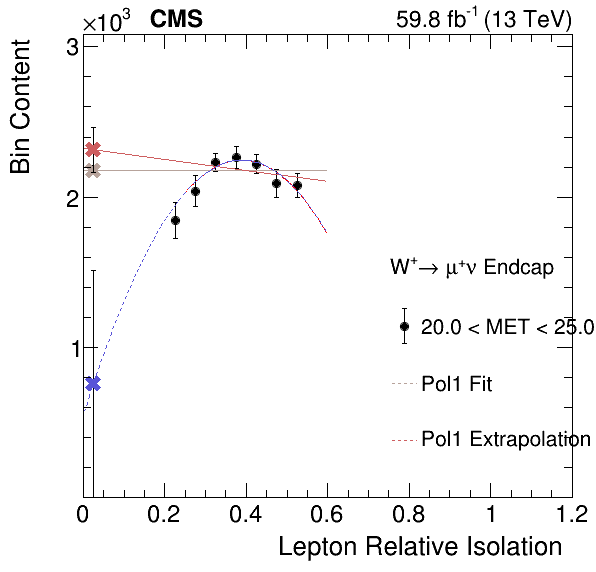 ×10³ CMS 59.8 fb⁻¹ (13 TeV)
Bin Content
3
2
1
0 0.2 0.4 0.6 0.8 1 1.2
W⁺→ μ⁺ν Endcap
20.0 < MET < 25.0
Pol1 Fit
Pol1 Extrapolation
Lepton Relative Isolation